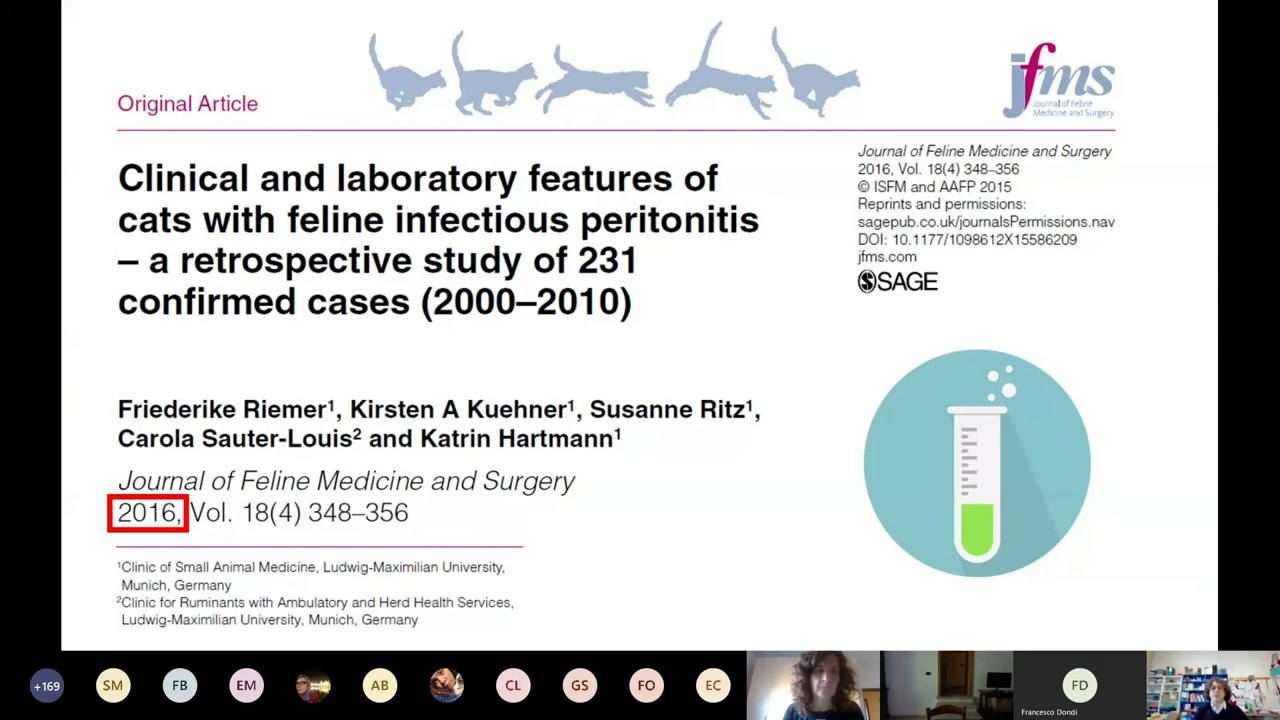 Original Article
jfms
Journal of Feline
Medicine and Surgery
Clinical and laboratory features of
cats with feline infectious peritonitis
– a retrospective study of 231
confirmed cases (2000–2010)
Journal of Feline Medicine and Surgery
2016, Vol. 18(4) 348–356
© ISFM and AAFP 2015
Reprints and permissions:
sagepub.co.uk/journalsPermissions.nav
DOI: 10.1177/1098612X15586209
jfms.com
SAGE
Friederike Riemer¹, Kirsten A Kuehner¹, Susanne Ritz¹,
Carola Sauter-Louis² and Katrin Hartmann¹
Journal of Feline Medicine and Surgery
2016, Vol. 18(4) 348–356
¹Clinic of Small Animal Medicine, Ludwig-Maximilian University,
Munich, Germany
²Clinic for Ruminants with Ambulatory and Herd Health Services,
Ludwig-Maximilian University, Munich, Germany
+169 SM FB EM AB CL GS FO EC FD
Francesco Dondi